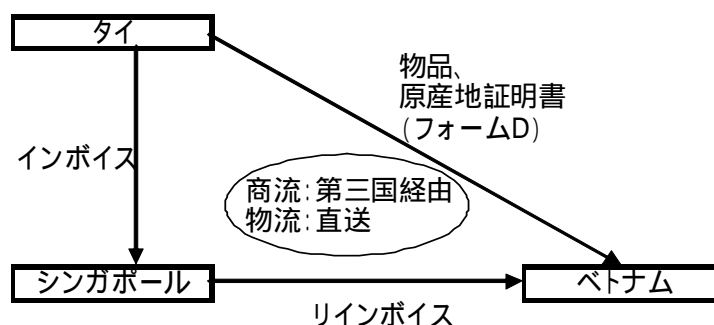 タイ
物品、
原産地証明書
(フォームD)
インボイス
商流:第三国経由
物流:直送
シンガポール
ベトナム
リインボイス